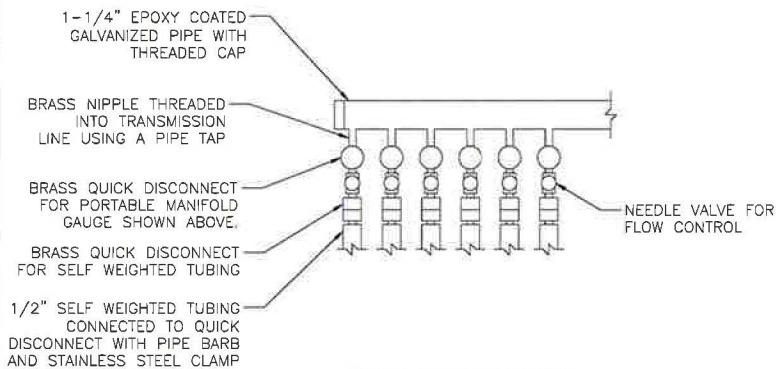 1-1/4" EPOXY COATED
GALVANIZED PIPE WITH
THREADED CAP
BRASS NIPPLE THREADED
INTO TRANSMISSION
LINE USING A PIPE TAP
BRASS QUICK DISCONNECT
FOR PORTABLE MANIFOLD
GAUGE SHOWN ABOVE.
BRASS QUICK DISCONNECT
FOR SELF WEIGHTED TUBING
1/2" SELF WEIGHTED TUBING
CONNECTED TO QUICK
DISCONNECT WITH PIPE BARB
AND STAINLESS STEEL CLAMP
NEEDLE VALVE FOR
FLOW CONTROL